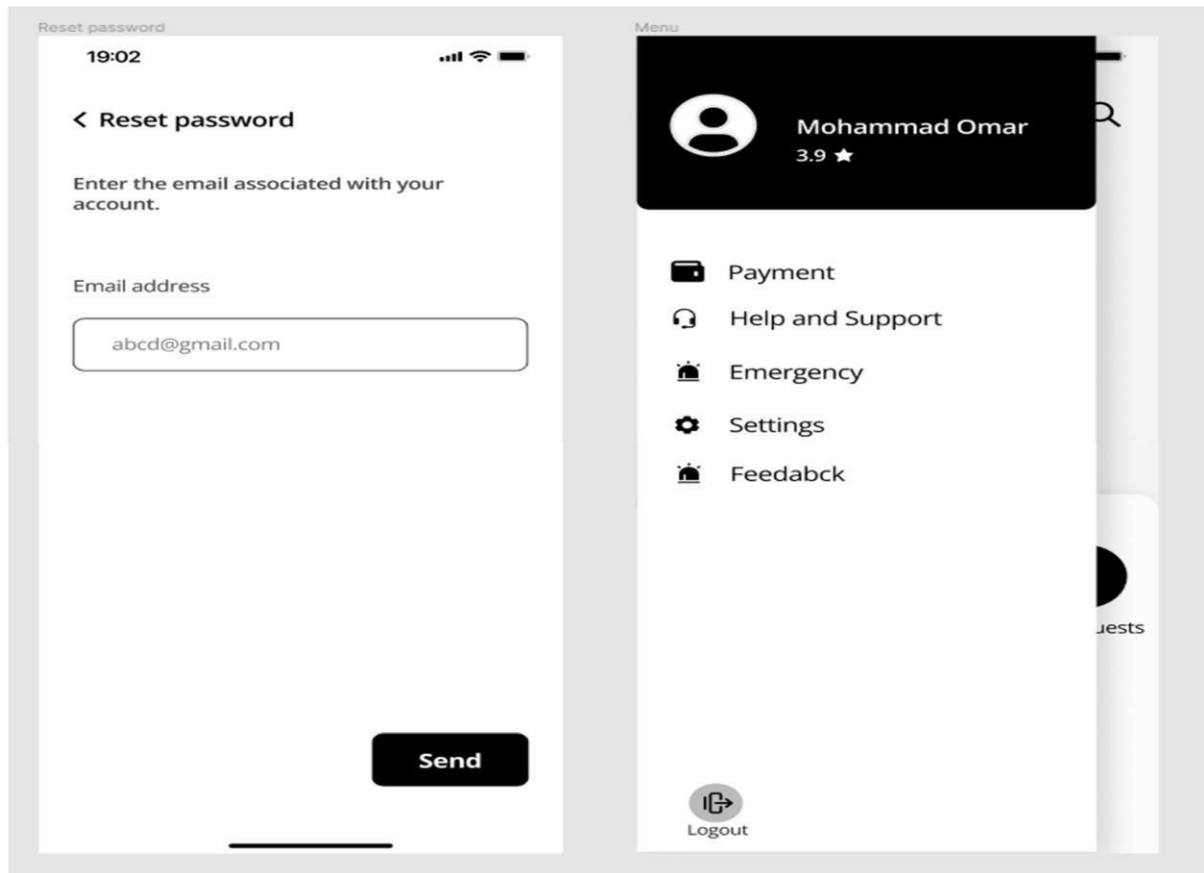 Reset password
19:02
Reset password
Enter the email associated with your
account.
Email address
abcd@gmail.com
Send
Menu
Mohammad Omar
3.9
Payment
Help and Support
Emergency
Settings
Feedabck
uests
Logout